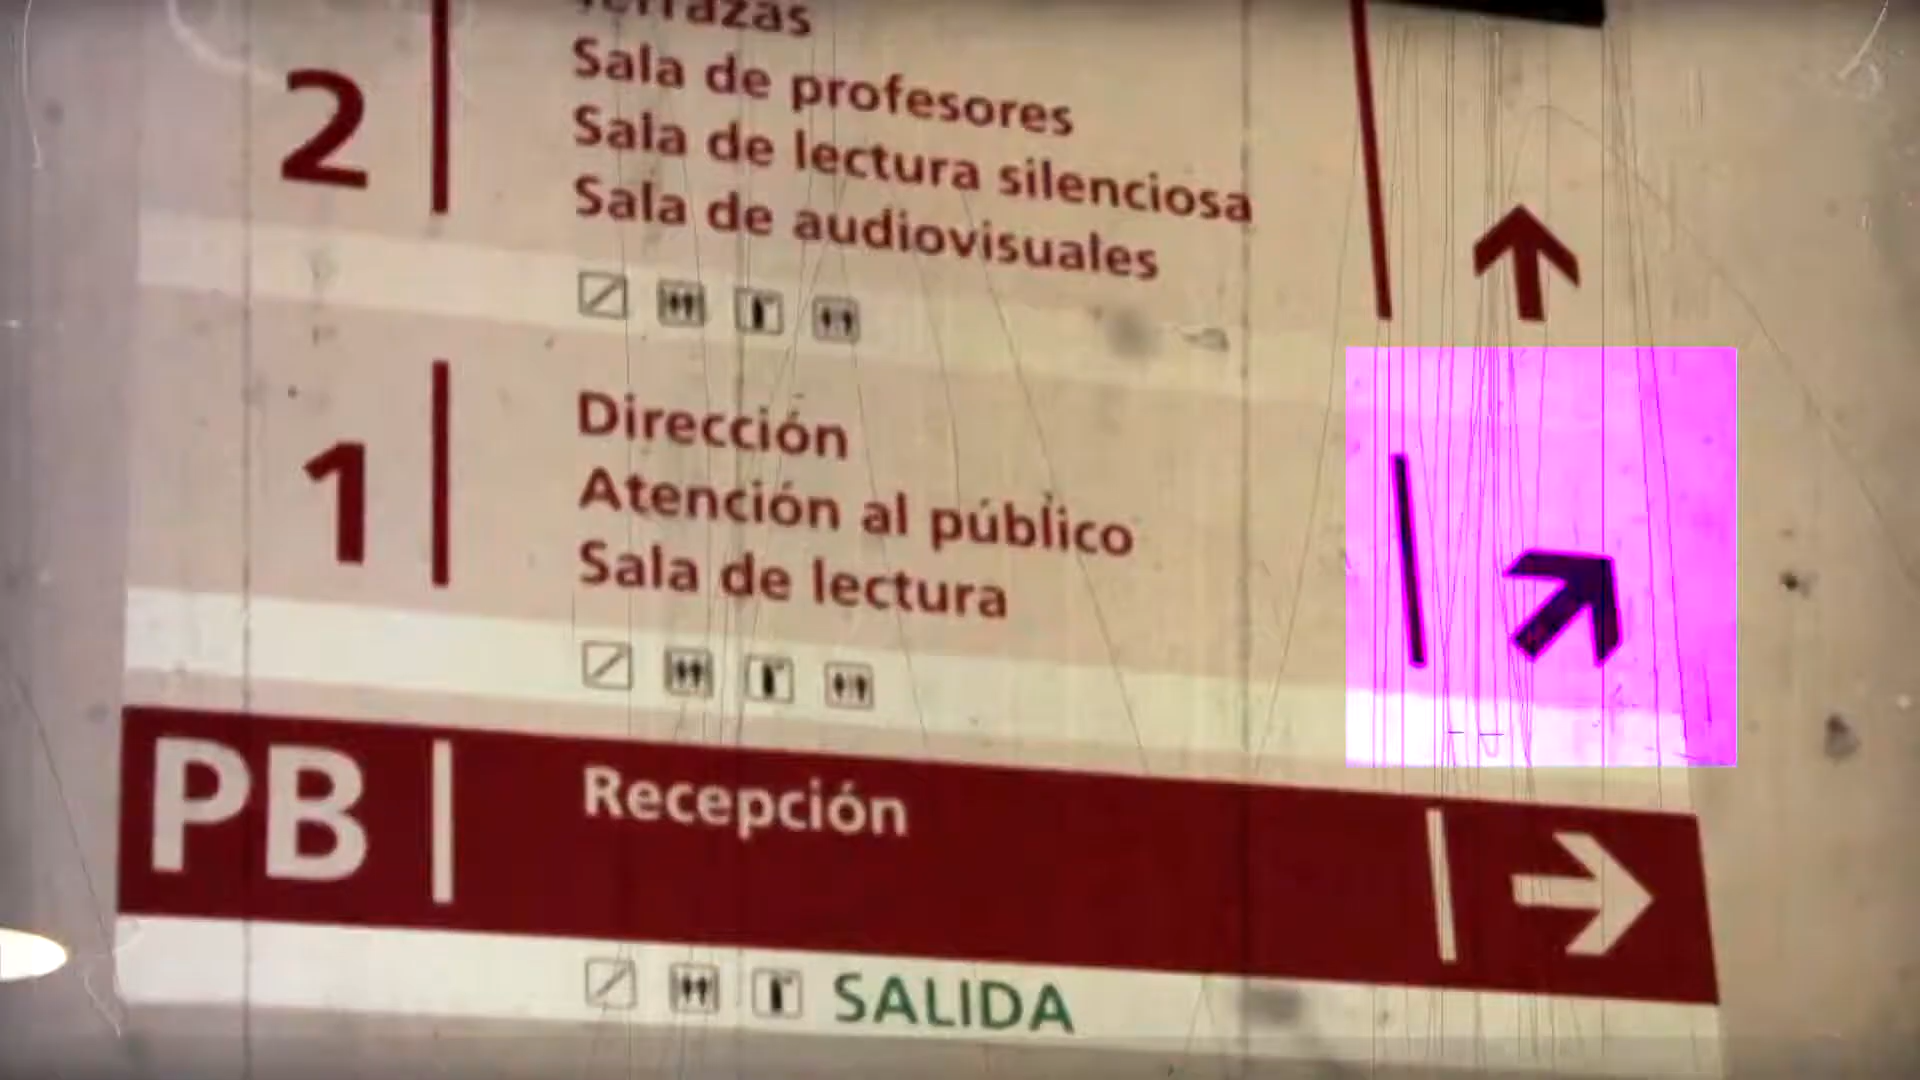 Terrazas
Sala de profesores
2
Sala de lectura silenciosa
Sala de audiovisuales
Dirección
1
Atención al público
Sala de lectura
PB
Recepción
SALIDA